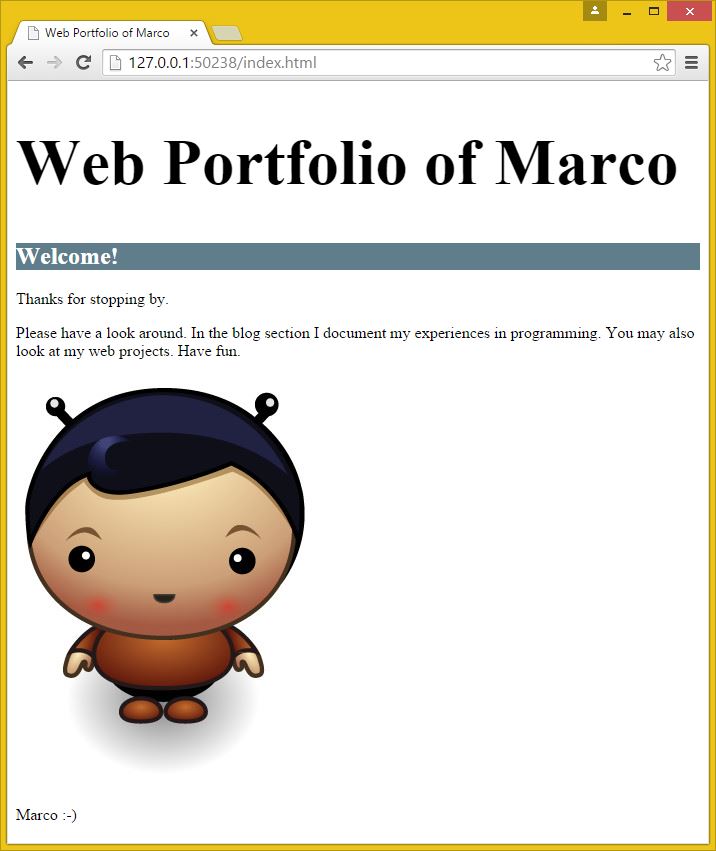 Web Portfolio of Marco
127.0.0.1:50238/index.html
Web Portfolio of Marco
Welcome!
Thanks for stopping by.
Please have a look around. In the blog section I document my experiences in programming. You may also
look at my web projects. Have fun.
Marco :-)